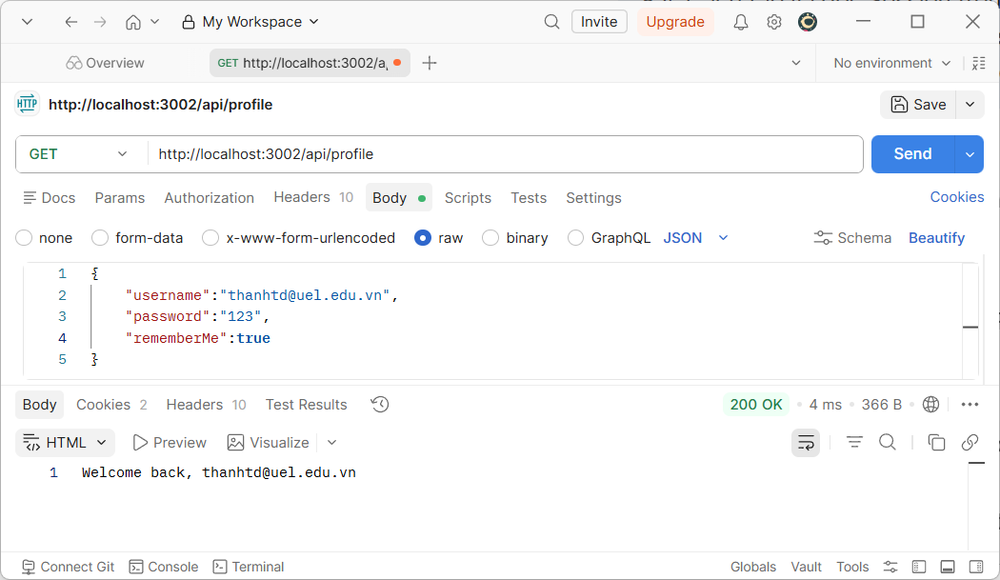 My Workspace
Invite
Upgrade
Overview
GET http://localhost:3002/a
No environment
HTTP http://localhost:3002/api/profile
Save
GET http://localhost:3002/api/profile
Send
Docs Params Authorization Headers 10 Body Scripts Tests Settings Cookies
none form-data x-www-form-urlencoded raw binary GraphQL JSON Schema Beautify
1 {
2 "username":"thanhtd@uel.edu.vn",
3 "password":"123",
4 "rememberMe":true
5 }
Body Cookies 2 Headers 10 Test Results 200 OK • 4 ms • 366 B •
HTML Preview Visualize
1 Welcome back, thanhtd@uel.edu.vn
Connect Git Console Terminal Globals Vault Tools